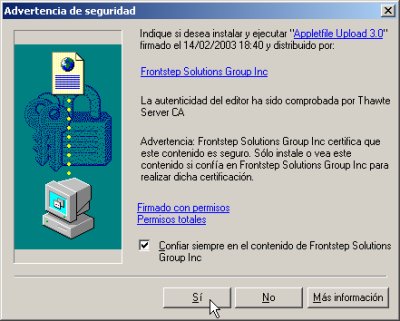 Advertencia de seguridad
Indique si desea instalar y ejecutar "Appletfile Upload 3.0"
firmado el 14/02/2003 18:40 y distribuido por:
Frontstep Solutions Group Inc
La autenticidad del editor ha sido comprobada por Thawte
Server CA
Advertencia: Frontstep Solutions Group Inc certifica que
este contenido es seguro. Sólo instale o vea este
contenido si confía en Frontstep Solutions Group Inc para
realizar dicha certificación.
Firmado con permisos
Permisos totales
Confiar siempre en el contenido de Frontstep Solutions
Group Inc
Sí
No
Más información